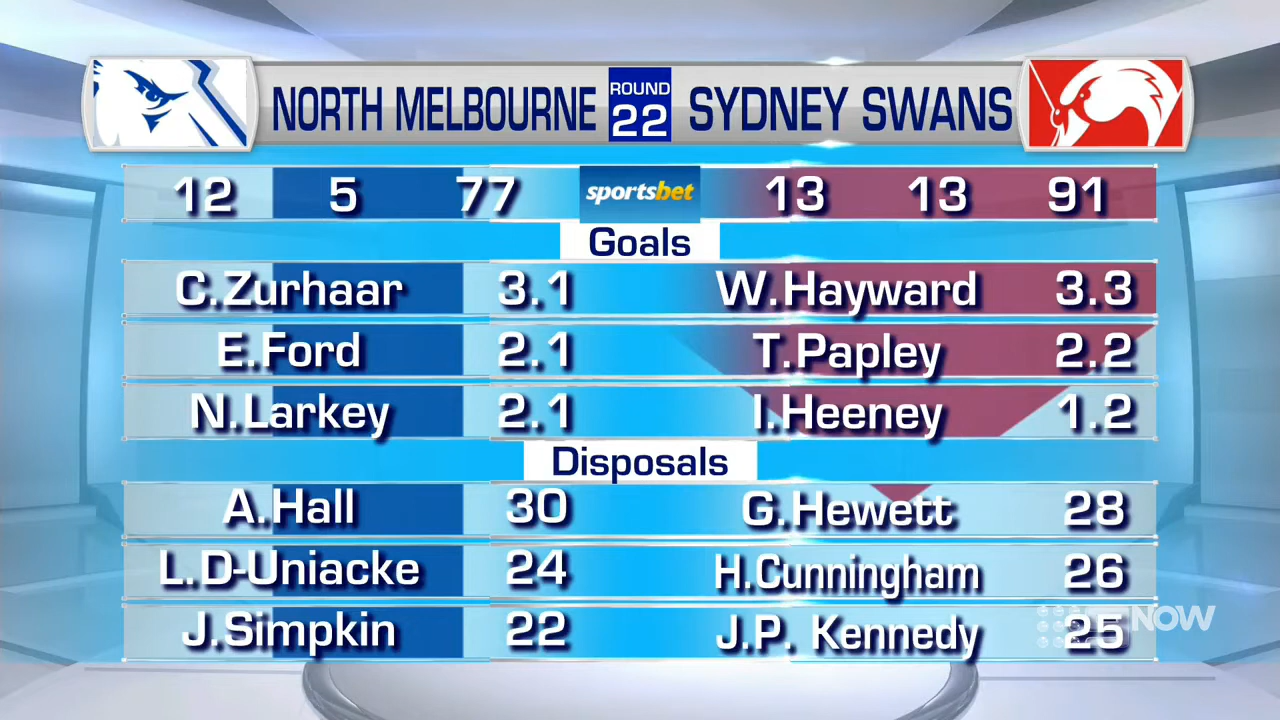 NORTH MELBOURNE ROUND 22 SYDNEY SWANS
12 5 77 sportsbet 13 13 91
Goals
C.Zurhaar 3.1 W.Hayward 3.3
E.Ford 2.1 T.Papley 2.2
N.Larkey 2.1 I.Heeney 1.2
Disposals
A.Hall 30 G.Hewett 28
L.D-Uniacke 24 H.Cunningham 26
J.Simpkin 22 J.P. Kennedy 25
NOW